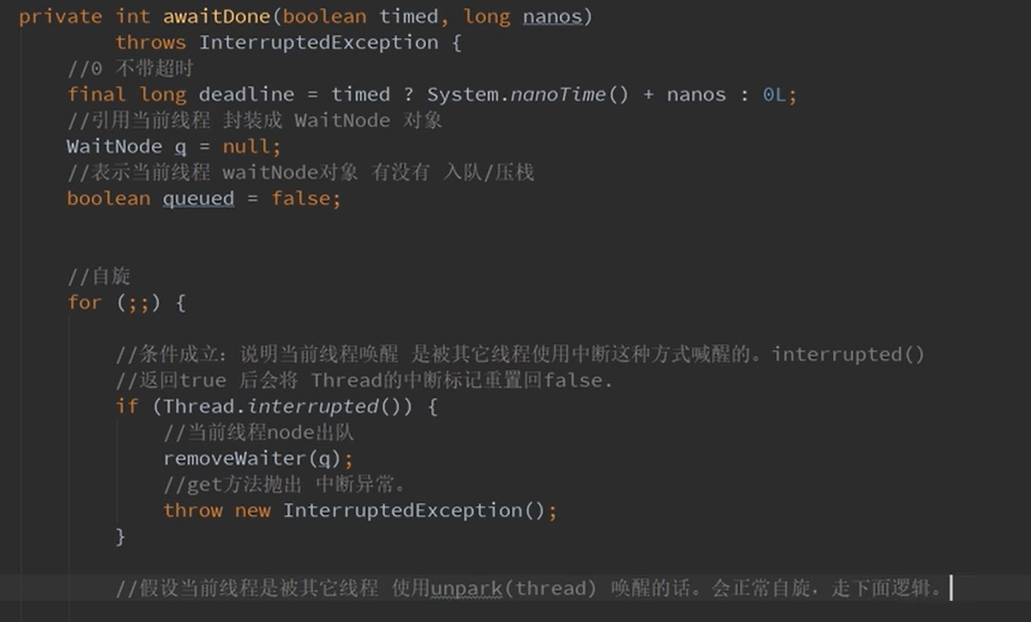 private int awaitDone(boolean timed, long nanos)
throws InterruptedException {
//0 不带超时
final long deadline = timed ? System.nanoTime() + nanos : 0L;
//引用当前线程 封装成 WaitNode 对象
WaitNode q = null;
//表示当前线程 waitNode对象 有没有 入队/压栈
boolean queued = false;
//自旋
for (;;) {
//条件成立：说明当前线程唤醒 是被其它线程使用中断这种方式喊醒的。interrupted()
//返回true 后会将 Thread的中断标记重置回false.
if (Thread.interrupted()) {
//当前线程node出队
removeWaiter(q);
//get方法抛出 中断异常。
throw new InterruptedException();
}
//假设当前线程是被其它线程 使用unpark(thread) 唤醒的话。会正常自旋，走下面逻辑。